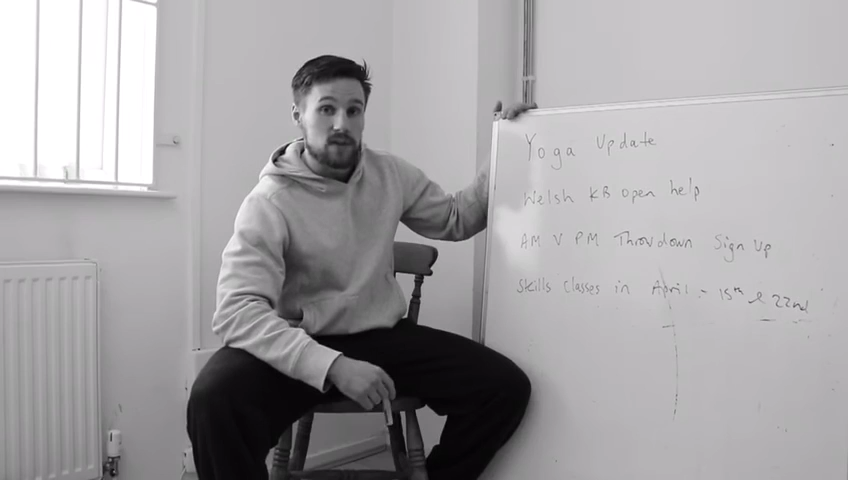 Yoga Update
Welsh KB Open help
AM V PM Throwdown Sign Up
Skills Classes in April - 15th & 22nd